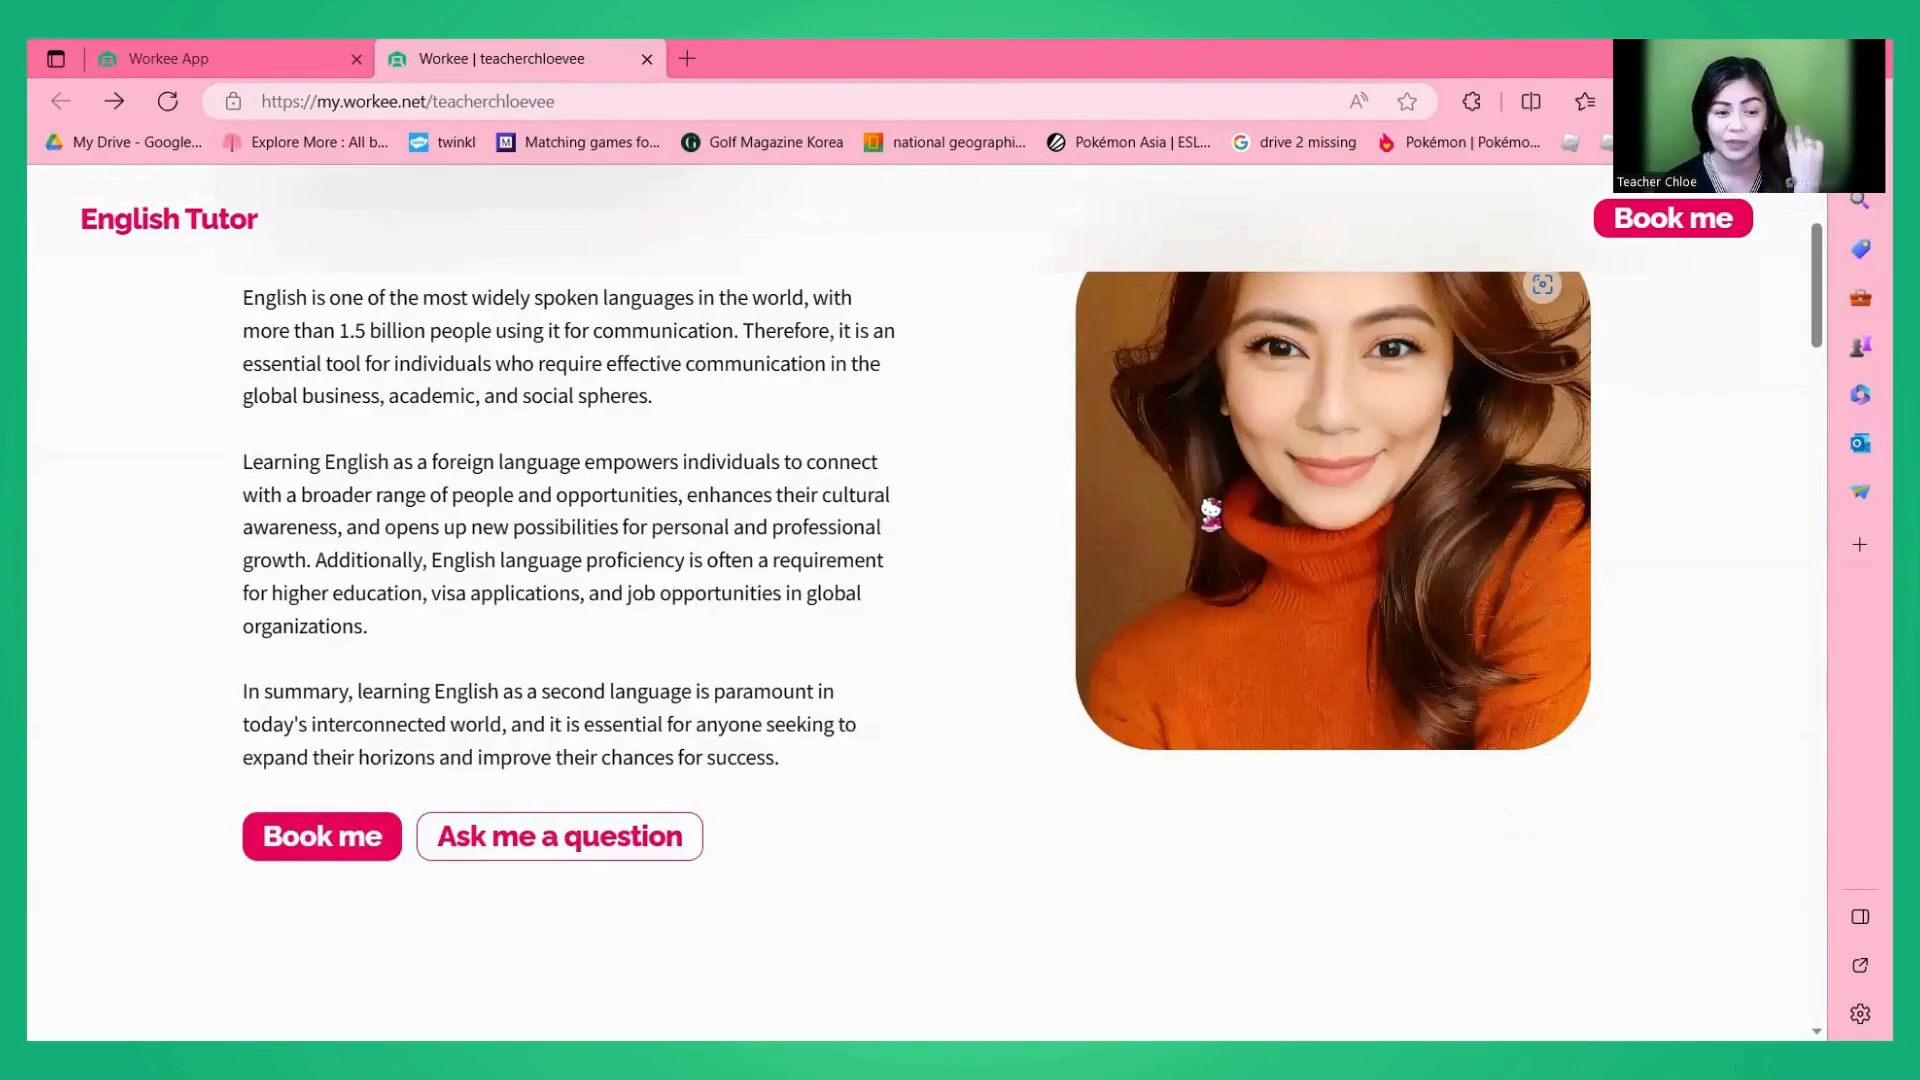 Workee App
Workee | teacherchloevee
https://my.workee.net/teacherchloevee
My Drive - Google...
Explore More : All b...
twinkl
Matching games fo...
Golf Magazine Korea
national geographi...
Pokémon Asia | ESL...
drive 2 missing
Pokémon | Pokémo...
Teacher Chloe
English Tutor
Book me
English is one of the most widely spoken languages in the world, with
more than 1.5 billion people using it for communication. Therefore, it is an
essential tool for individuals who require effective communication in the
global business, academic, and social spheres.
Learning English as a foreign language empowers individuals to connect
with a broader range of people and opportunities, enhances their cultural
awareness, and opens up new possibilities for personal and professional
growth. Additionally, English language proficiency is often a requirement
for higher education, visa applications, and job opportunities in global
organizations.
In summary, learning English as a second language is paramount in
today's interconnected world, and it is essential for anyone seeking to
expand their horizons and improve their chances for success.
Book me
Ask me a question